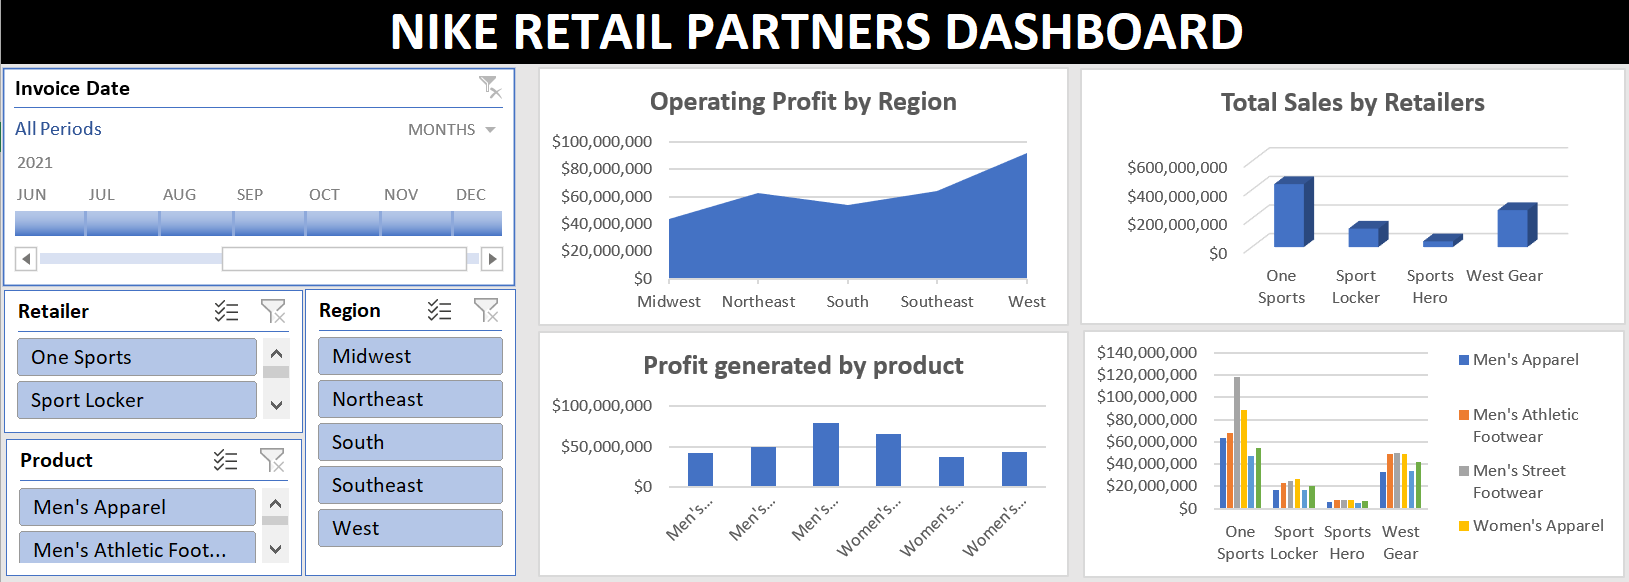 NIKE RETAIL PARTNERS DASHBOARD
Invoice Date
All Periods
MONTHS
2021
JUN JUL AUG SEP OCT NOV DEC
Retailer
One Sports
Sport Locker
Product
Men's Apparel
Men's Athletic Foot...
Region
Midwest
Northeast
South
Southeast
West
Operating Profit by Region
$100,000,000
$80,000,000
$60,000,000
$40,000,000
$20,000,000
$0
Midwest Northeast South Southeast West
Total Sales by Retailers
$600,000,000
$400,000,000
$200,000,000
$0
One Sports
Sport Locker
Sports Hero
West Gear
Profit generated by product
$100,000,000
$50,000,000
$0
Men's...
Men's...
Men's...
Women's...
Women's...
Women's...
$140,000,000
$120,000,000
$100,000,000
$80,000,000
$60,000,000
$40,000,000
$20,000,000
$0
One Sports
Sport Locker
Sports Hero
West Gear
Men's Apparel
Men's Athletic
Footwear
Men's Street
Footwear
Women's Apparel